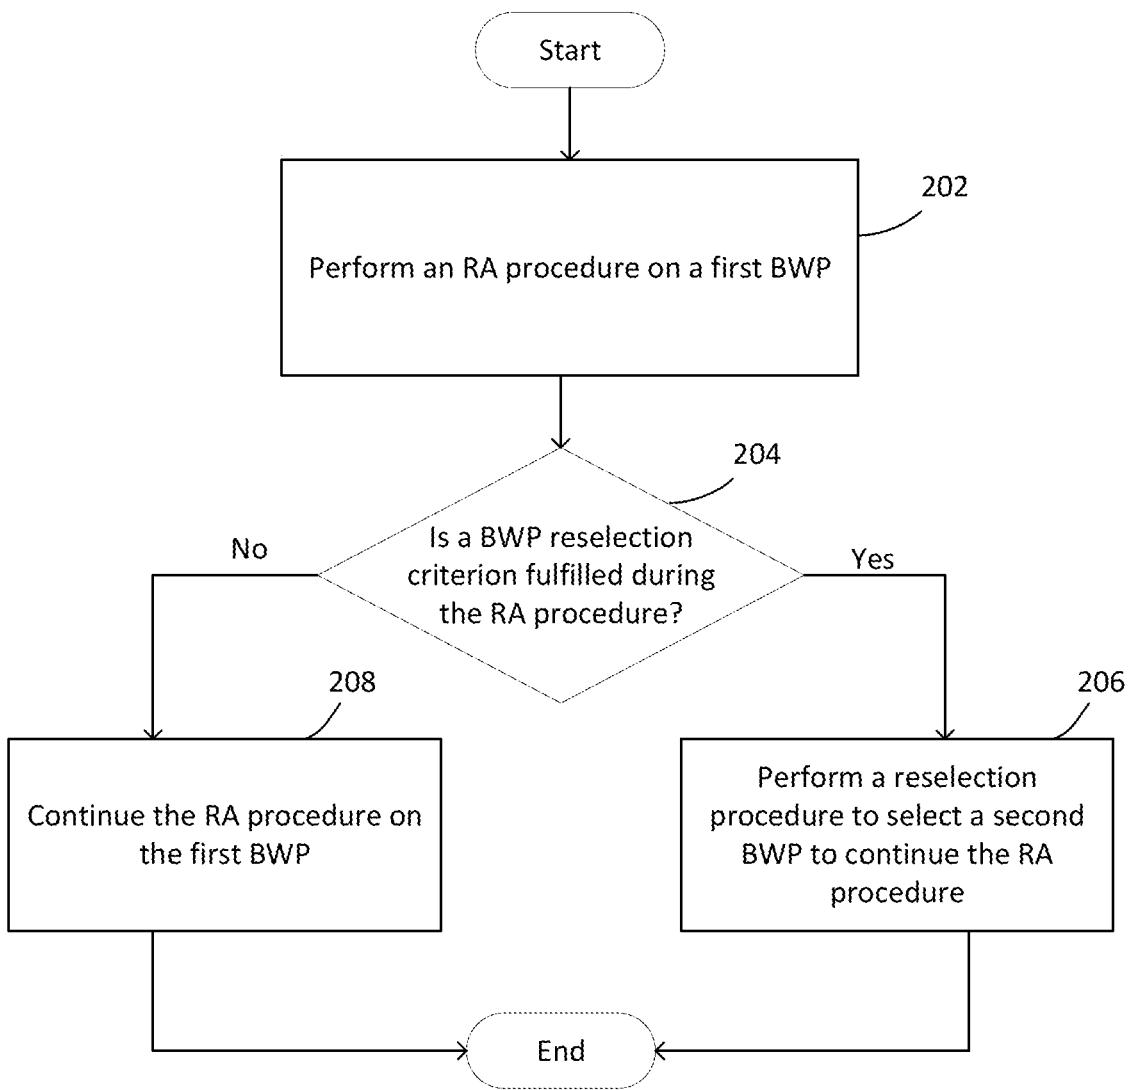 Start
202
Perform an RA procedure on a first BWP
204
Is a BWP reselection
criterion fulfilled during
the RA procedure?
No
Yes
208
206
Continue the RA procedure on
the first BWP
Perform a reselection
procedure to select a second
BWP to continue the RA
procedure
End